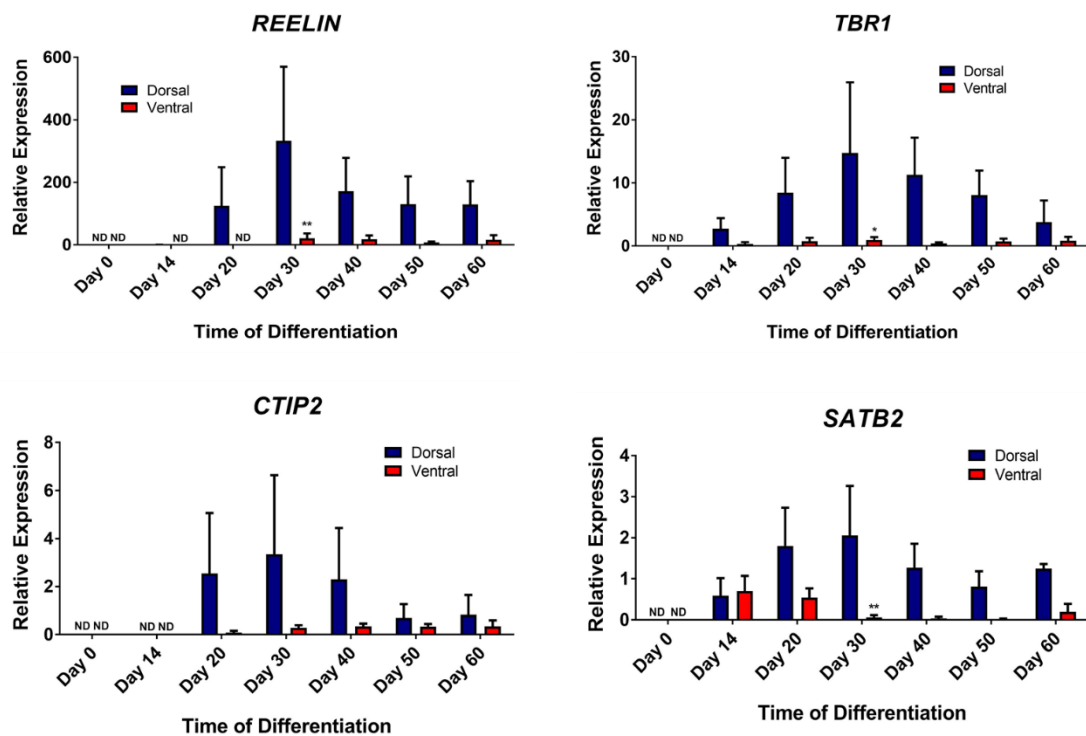 REELIN
Relative Expression
600
400
200
0
Dorsal
Ventral
ND ND
ND
ND
**
Day 0
Day 14
Day 20
Day 30
Day 40
Day 50
Day 60
Time of Differentiation
TBR1
Relative Expression
30
20
10
0
Dorsal
Ventral
ND ND
*
Day 0
Day 14
Day 20
Day 30
Day 40
Day 50
Day 60
Time of Differentiation
CTIP2
Relative Expression
8
6
4
2
0
Dorsal
Ventral
ND ND
ND ND
Day 0
Day 14
Day 20
Day 30
Day 40
Day 50
Day 60
Time of Differentiation
SATB2
Relative Expression
4
3
2
1
0
Dorsal
Ventral
ND ND
**
Day 0
Day 14
Day 20
Day 30
Day 40
Day 50
Day 60
Time of Differentiation